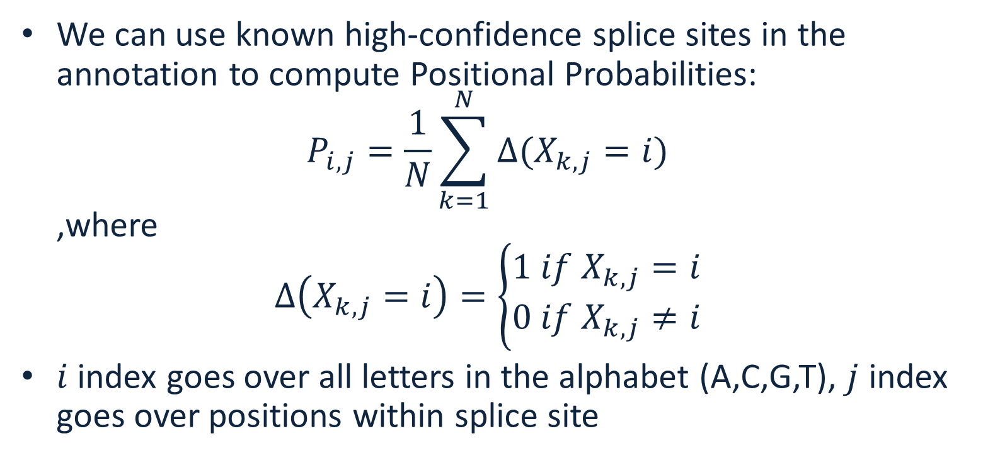 • We can use known high-confidence splice sites in the
annotation to compute Positional Probabilities:
$P_{i,j} = \frac{1}{N} \sum_{k=1}^{N} \Delta(X_{k,j} = i)$
,where
$\Delta(X_{k,j} = i) = \begin{cases} 1 \ if \ X_{k,j} = i \\ 0 \ if \ X_{k,j} \neq i \end{cases}$
• $i$ index goes over all letters in the alphabet (A,C,G,T), $j$ index
goes over positions within splice site